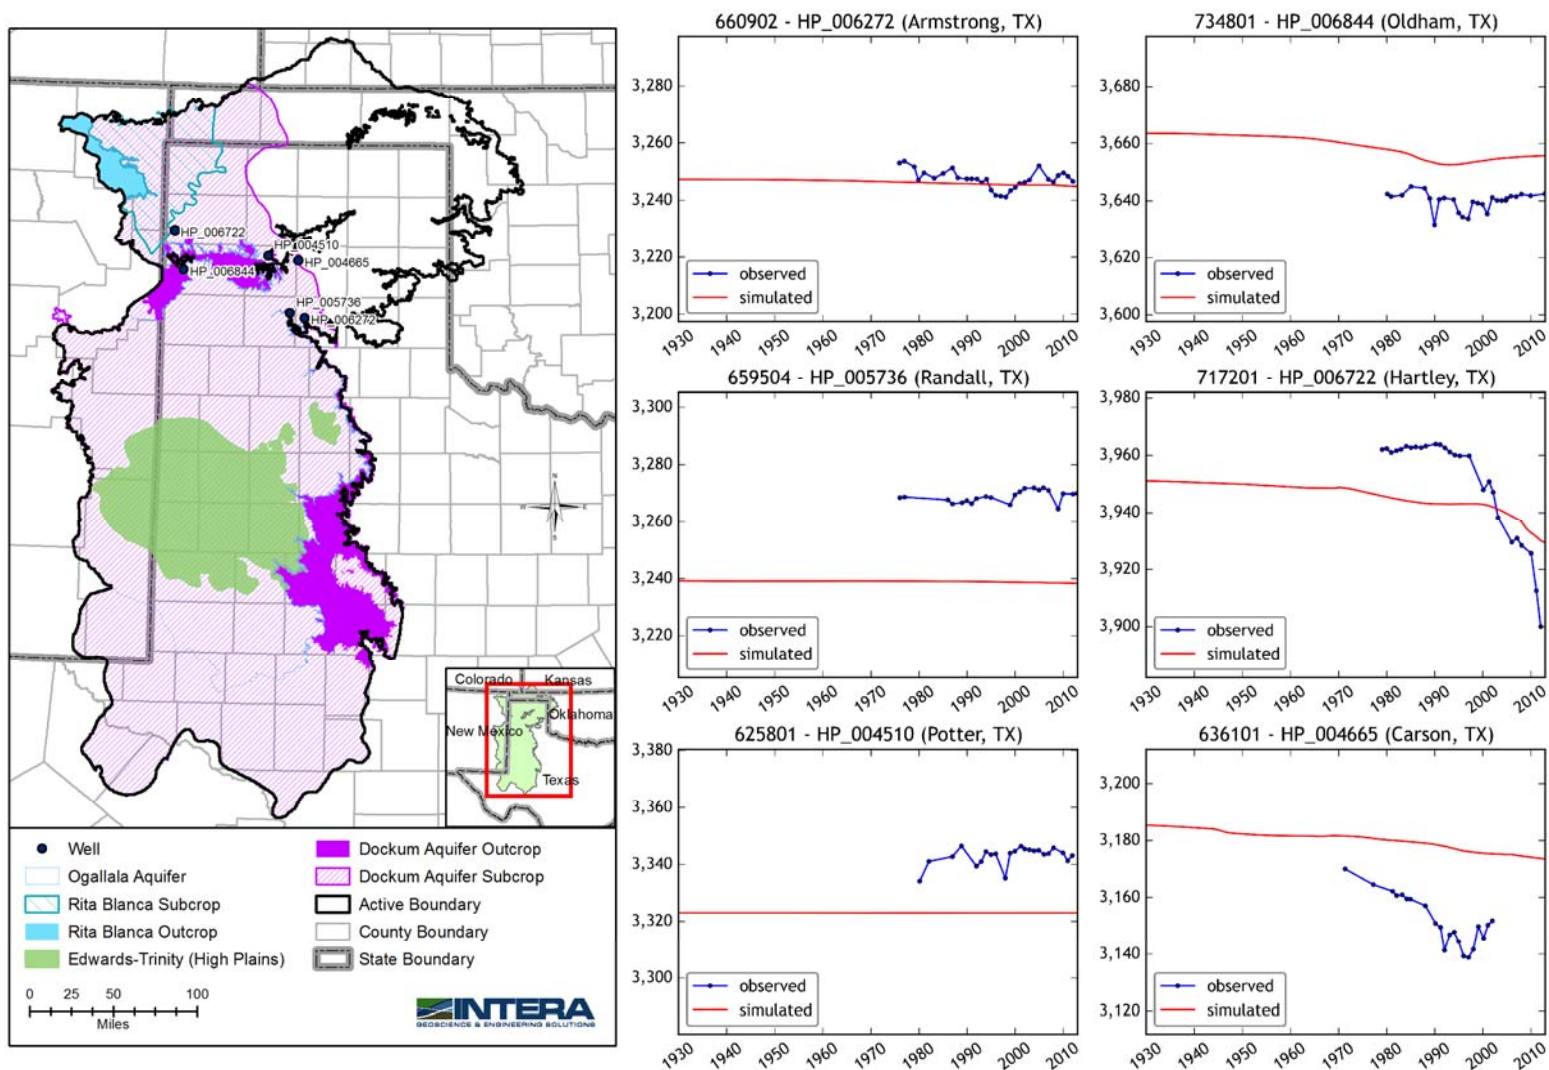 HP_006722
HP_004510
HP_004665
HP_006844
HP_005736
HP_006272
N
W E
S
Colorado Kansas
Oklahoma
New Mexico
Texas
Well
Ogallala Aquifer
Rita Blanca Subcrop
Rita Blanca Outcrop
Edwards-Trinity (High Plains)
Dockum Aquifer Outcrop
Dockum Aquifer Subcrop
Active Boundary
County Boundary
State Boundary
0 25 50 100
Miles
INTERA
GEOSCIENCE & ENGINEERING SOLUTIONS
660902 - HP_006272 (Armstrong, TX)
3,280
3,260
3,240
3,220
3,200
observed
simulated
1930 1940 1950 1960 1970 1980 1990 2000 2010
734801 - HP_006844 (Oldham, TX)
3,680
3,660
3,640
3,620
3,600
observed
simulated
1930 1940 1950 1960 1970 1980 1990 2000 2010
659504 - HP_005736 (Randall, TX)
3,300
3,280
3,260
3,240
3,220
observed
simulated
1930 1940 1950 1960 1970 1980 1990 2000 2010
717201 - HP_006722 (Hartley, TX)
3,980
3,960
3,940
3,920
3,900
observed
simulated
1930 1940 1950 1960 1970 1980 1990 2000 2010
625801 - HP_004510 (Potter, TX)
3,380
3,360
3,340
3,320
3,300
observed
simulated
1930 1940 1950 1960 1970 1980 1990 2000 2010
636101 - HP_004665 (Carson, TX)
3,200
3,180
3,160
3,140
3,120
observed
simulated
1930 1940 1950 1960 1970 1980 1990 2000 2010